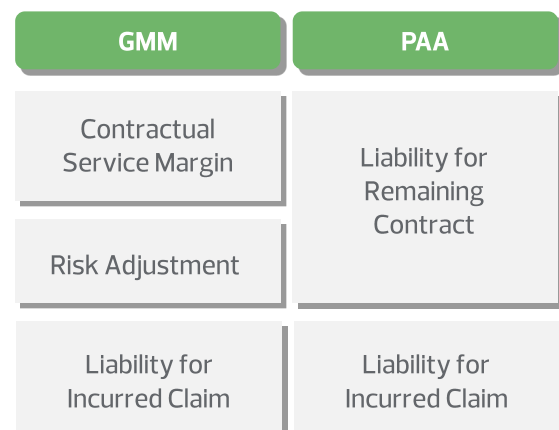 GMM
PAA
Contractual
Service Margin
Liability for
Remaining
Contract
Risk Adjustment
Liability for
Incurred Claim
Liability for
Incurred Claim